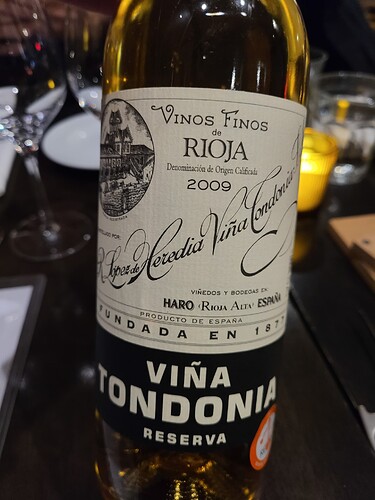 VINOS FINOS
de
RIOJA
Denominación de Origen Calificada
2009
R. López de Heredia Viña Tondonia
VIÑEDOS Y BODEGAS EN
HARO (RIOJA ALTA) ESPAÑA
PRODUCTO DE ESPAÑA
FUNDADA EN 187
VIÑA
TONDONIA
RESERVA